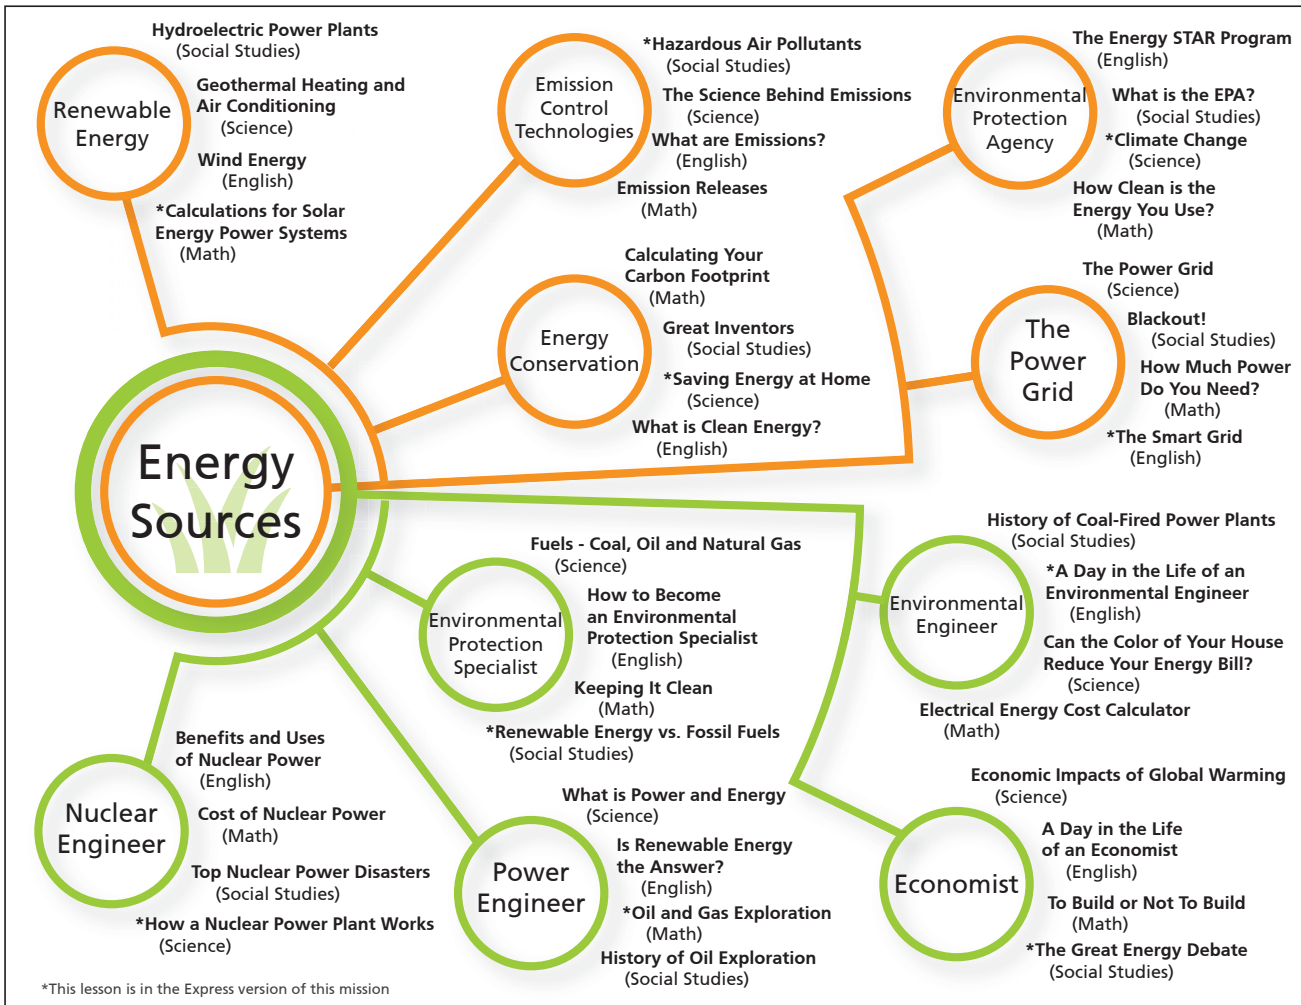 Hydroelectric Power Plants
(Social Studies)
Renewable
Energy
Geothermal Heating and
Air Conditioning
(Science)
Wind Energy
(English)
*Calculations for Solar
Energy Power Systems
(Math)
Emission
Control
Technologies
*Hazardous Air Pollutants
(Social Studies)
The Science Behind Emissions
(Science)
What are Emissions?
(English)
Emission Releases
(Math)
Environmental
Protection
Agency
The Energy STAR Program
(English)
What is the EPA?
(Social Studies)
*Climate Change
(Science)
How Clean is the
Energy You Use?
(Math)
Energy
Conservation
Calculating Your
Carbon Footprint
(Math)
Great Inventors
(Social Studies)
*Saving Energy at Home
(Science)
What is Clean Energy?
(English)
The
Power
Grid
The Power Grid
(Science)
Blackout!
(Social Studies)
How Much Power
Do You Need?
(Math)
*The Smart Grid
(English)
Energy
Sources
Environmental
Protection
Specialist
Fuels - Coal, Oil and Natural Gas
(Science)
How to Become
an Environmental
Protection Specialist
(English)
Keeping It Clean
(Math)
*Renewable Energy vs. Fossil Fuels
(Social Studies)
Environmental
Engineer
History of Coal-Fired Power Plants
(Social Studies)
*A Day in the Life of an
Environmental Engineer
(English)
Can the Color of Your House
Reduce Your Energy Bill?
(Science)
Electrical Energy Cost Calculator
(Math)
Nuclear
Engineer
Benefits and Uses
of Nuclear Power
(English)
Cost of Nuclear Power
(Math)
Top Nuclear Power Disasters
(Social Studies)
*How a Nuclear Power Plant Works
(Science)
Power
Engineer
What is Power and Energy
(Science)
Is Renewable Energy
the Answer?
(English)
*Oil and Gas Exploration
(Math)
History of Oil Exploration
(Social Studies)
Economist
Economic Impacts of Global Warming
(Science)
A Day in the Life
of an Economist
(English)
To Build or Not To Build
(Math)
*The Great Energy Debate
(Social Studies)
*This lesson is in the Express version of this mission